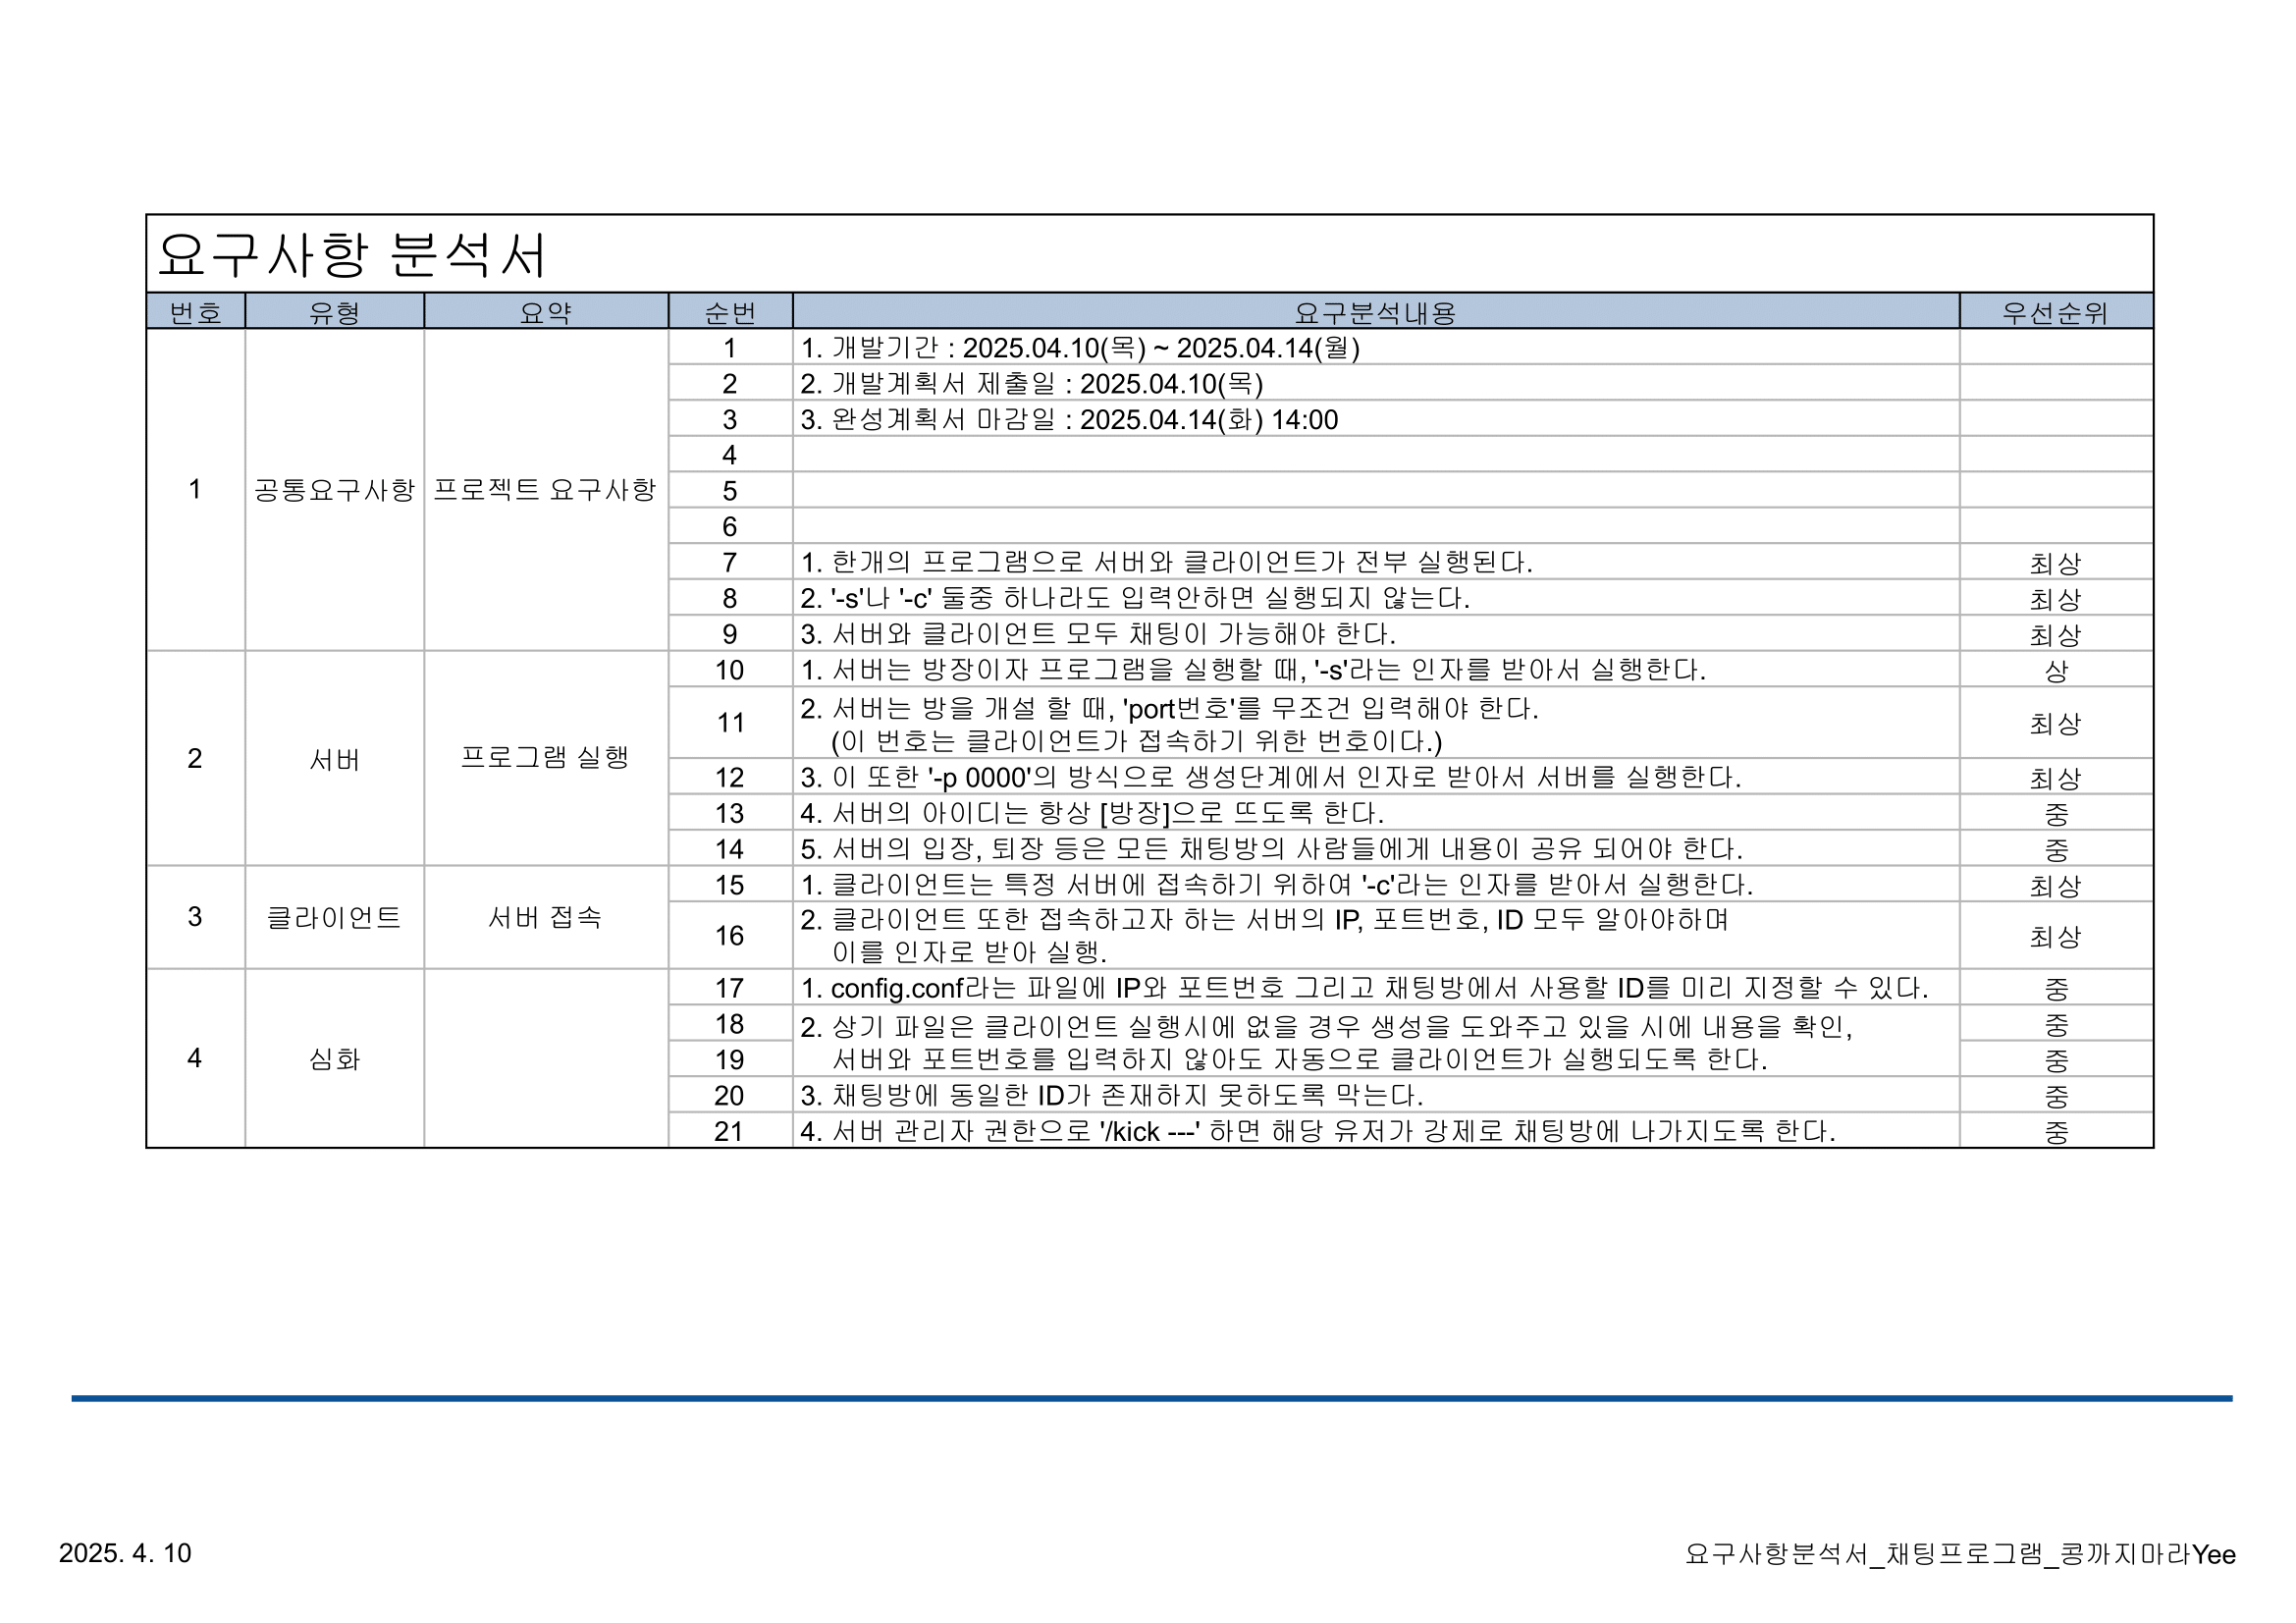 요구사항 분석서
번호 유형 요약 순번 요구분석내용 우선순위
1 공통요구사항 프로젝트 요구사항
1 1. 개발기간 : 2025.04.10(목) ~ 2025.04.14(월)
2 2. 개발계획서 제출일 : 2025.04.10(목)
3 3. 완성계획서 마감일 : 2025.04.14(화) 14:00
4
5
6
7 1. 한개의 프로그램으로 서버와 클라이언트가 전부 실행된다. 최상
8 2. '-s'나 '-c' 둘중 하나라도 입력안하면 실행되지 않는다. 최상
9 3. 서버와 클라이언트 모두 채팅이 가능해야 한다. 최상
2 서버 프로그램 실행
10 1. 서버는 방장이자 프로그램을 실행할 때, '-s'라는 인자를 받아서 실행한다. 상
11 2. 서버는 방을 개설 할 때, 'port번호'를 무조건 입력해야 한다. 최상
(이 번호는 클라이언트가 접속하기 위한 번호이다.)
12 3. 이 또한 '-p 0000'의 방식으로 생성단계에서 인자로 받아서 서버를 실행한다. 최상
13 4. 서버의 아이디는 항상 [방장]으로 뜨도록 한다. 중
14 5. 서버의 입장, 퇴장 등은 모든 채팅방의 사람들에게 내용이 공유 되어야 한다. 중
3 클라이언트 서버 접속
15 1. 클라이언트는 특정 서버에 접속하기 위하여 '-c'라는 인자를 받아서 실행한다. 최상
16 2. 클라이언트 또한 접속하고자 하는 서버의 IP, 포트번호, ID 모두 알아야하며 최상
이를 인자로 받아 실행.
4 심화
17 1. config.conf라는 파일에 IP와 포트번호 그리고 채팅방에서 사용할 ID를 미리 지정할 수 있다. 중
18 2. 상기 파일은 클라이언트 실행시에 없을 경우 생성을 도와주고 있을 시에 내용을 확인, 중
19 서버와 포트번호를 입력하지 않아도 자동으로 클라이언트가 실행되도록 한다. 중
20 3. 채팅방에 동일한 ID가 존재하지 못하도록 막는다. 중
21 4. 서버 관리자 권한으로 '/kick ---' 하면 해당 유저가 강제로 채팅방에 나가지도록 한다. 중
2025. 4. 10
요구사항분석서_채팅프로그램_콩까지마라Yee